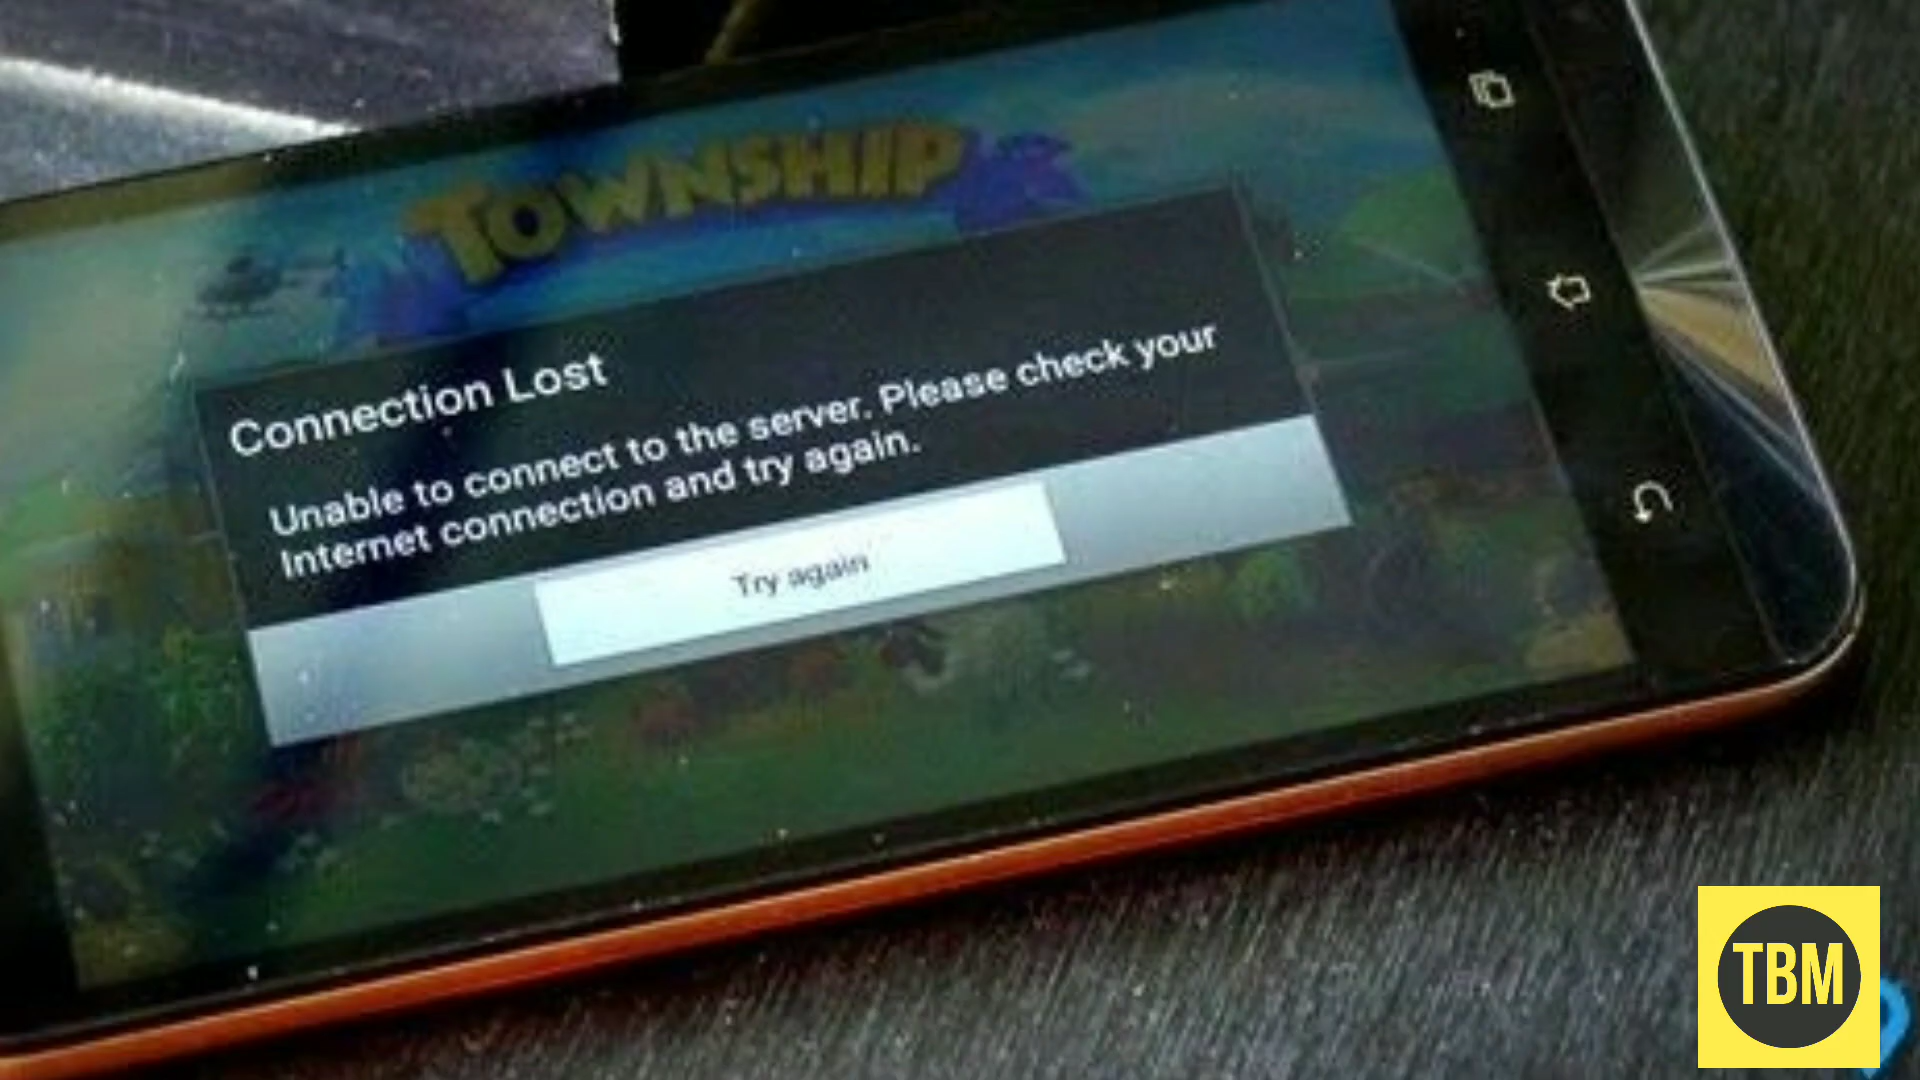 TOWNSHIP
Connection Lost
Unable to connect to the server. Please check your
Internet connection and try again.
Try again
TBM